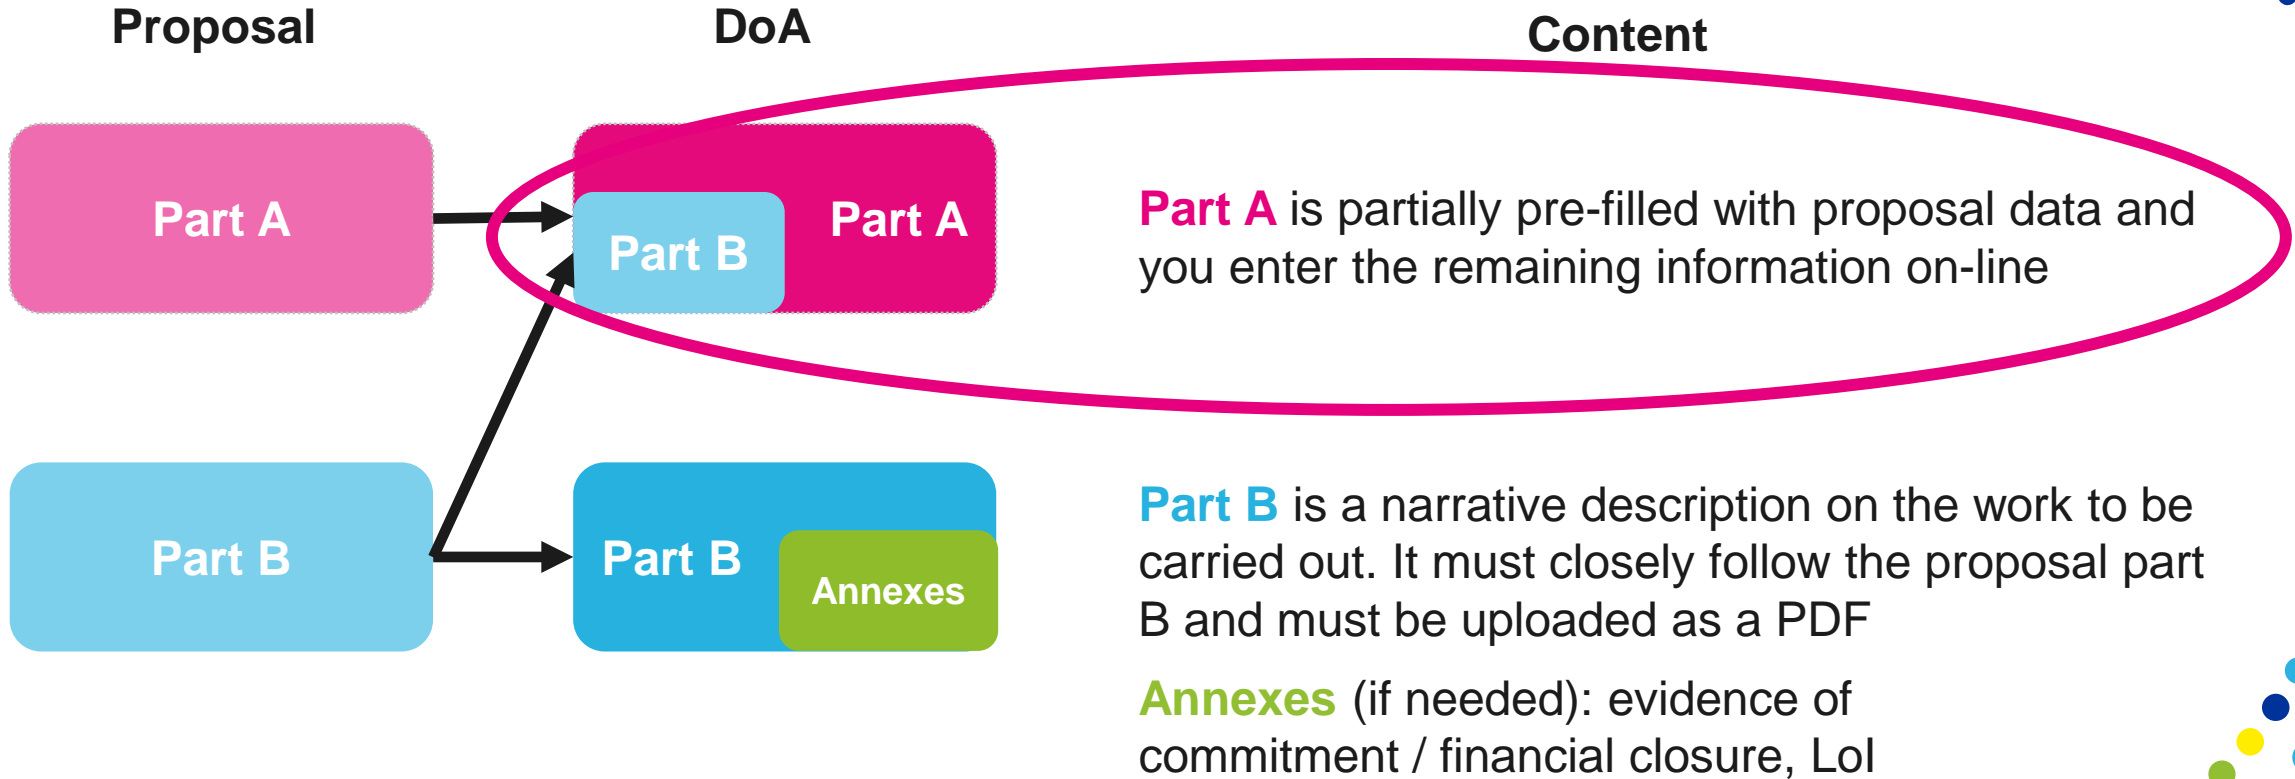 Proposal
DoA
Content
Part A
Part B
Part A
Part A is partially pre-filled with proposal data and
you enter the remaining information on-line
Part B
Part B
Annexes
Part B is a narrative description on the work to be
carried out. It must closely follow the proposal part
B and must be uploaded as a PDF
Annexes (if needed): evidence of
commitment / financial closure, LoI